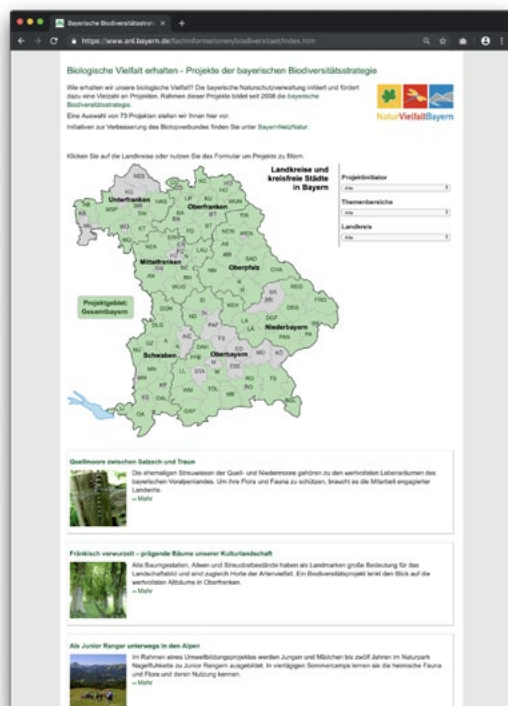 Bayerische Biodiversitätsstrate
https://www.anl.bayern.de/fachinformationen/biodiversitaet/index.htm
Biologische Vielfalt erhalten - Projekte der bayerischen Biodiversitätsstrategie
Wie erhalten wir unsere biologische Vielfalt? Die bayerische Naturschutzverwaltung initiiert und fördert
dazu eine Vielzahl an Projekten. Rahmen dieser Projekte bildet seit 2008 die bayerische
Biodiversitätsstrategie.
Eine Auswahl von 73 Projekten stellen wir Ihnen hier vor.
Initiativen zur Verbesserung des Biotopverbundes finden Sie unter BayernNetzNatur.
NaturVielfaltBayern
Klicken Sie auf die Landkreise oder nutzen Sie das Formular um Projekte zu filtern.
Landkreise und
kreisfreie Städte
in Bayern
Projektinitiator
Alle
Themenbereiche
Alle
Landkreis
Alle
Unterfranken
Oberfranken
Mittelfranken
Oberpfalz
Projektgebiet:
Gesamtbayern
Niederbayern
Schwaben
Oberbayern
Quellmoore zwischen Salzach und Traun
Die ehemaligen Streuwiesen der Quell- und Niedermoore gehören zu den wertvollsten Lebensräumen des
bayerischen Voralpenlandes. Um ihre Flora und Fauna zu schützen, braucht es die Mitarbeit engagierter
Landwirte.
Mehr
Fränkisch verwurzelt – prägende Bäume unserer Kulturlandschaft
Alte Baumgestalten, Alleen und Streuobstbestände haben als Landmarken große Bedeutung für das
Landschaftsbild und sind zugleich Horte der Artenvielfalt. Ein Biodiversitätsprojekt lenkt den Blick auf die
wertvollsten Altbäume in Oberfranken.
Mehr
Als Junior Ranger unterwegs in den Alpen
Im Rahmen eines Umweltbildungsprojektes werden Jungen und Mädchen bis zwölf Jahren im Naturpark
Nagelfluhkette zu Junior Rangern ausgebildet. In viertägigen Sommercamps lernen sie die heimische Fauna
und Flora und deren Nutzung kennen.
Mehr